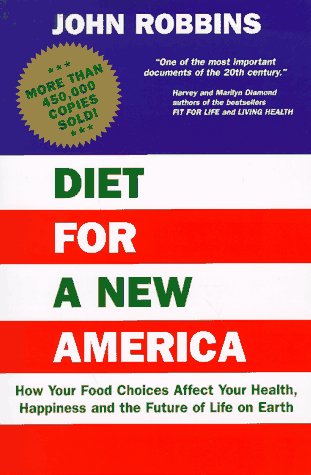 JOHN ROBBINS
MORE THAN
450,000
COPIES
SOLD!
"One of the most important
documents of the 20th century."
Harvey and Marilyn Diamond
authors of the bestsellers
FIT FOR LIFE and LIVING HEALTH
DIET
FOR
A NEW
AMERICA
How Your Food Choices Affect Your Health,
Happiness and the Future of Life on Earth